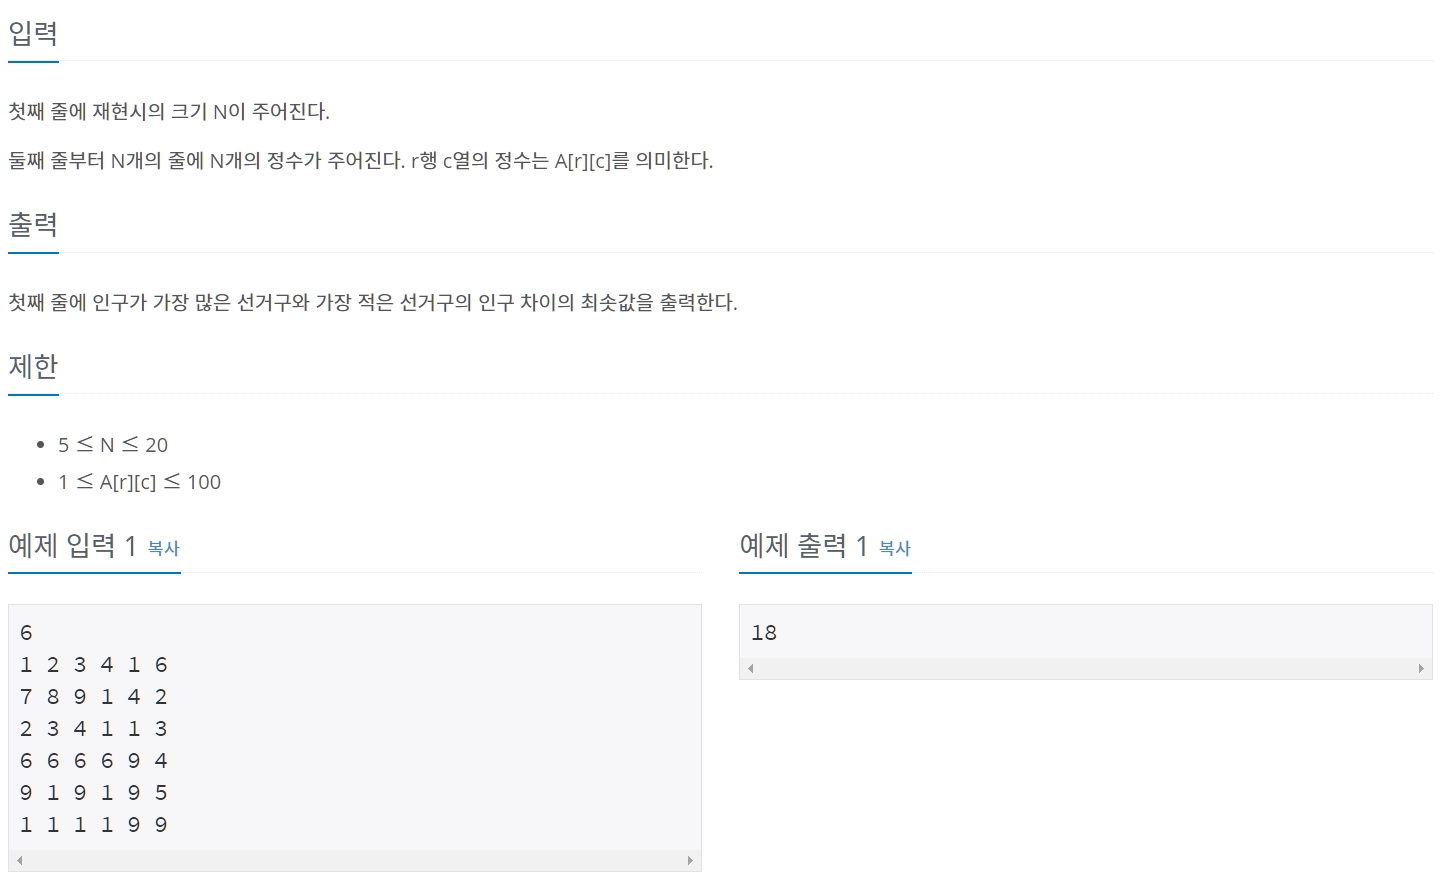 입력
첫째 줄에 재현시의 크기 N이 주어진다.
둘째 줄부터 N개의 줄에 N개의 정수가 주어진다. r행 c열의 정수는 A[r][c]를 의미한다.
출력
첫째 줄에 인구가 가장 많은 선거구와 가장 적은 선거구의 인구 차이의 최솟값을 출력한다.
제한
• 5 ≤ N ≤ 20
• 1 ≤ A[r][c] ≤ 100
예제 입력 1 복사
6
1 2 3 4 1 6
7 8 9 1 4 2
2 3 4 1 1 3
6 6 6 6 9 4
9 1 9 1 9 5
1 1 1 1 9 9
예제 출력 1 복사
18